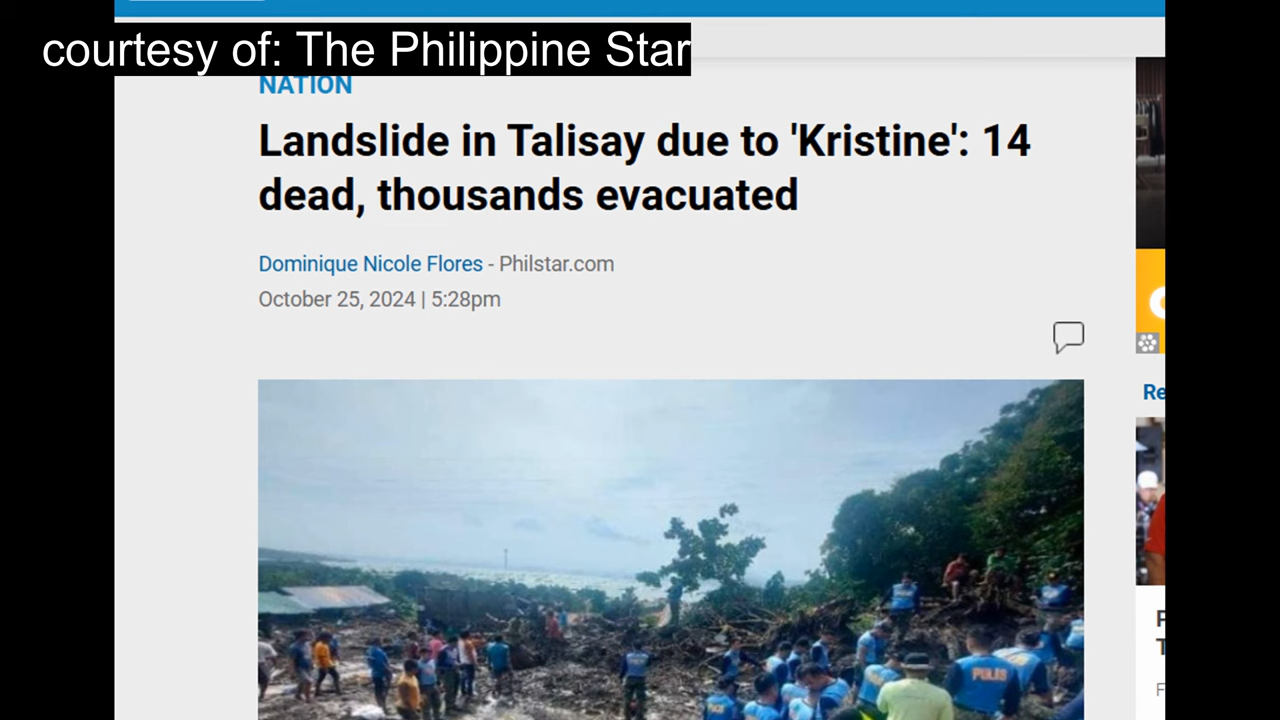 courtesy of: The Philippine Star
NATION
Landslide in Talisay due to 'Kristine': 14
dead, thousands evacuated
Dominique Nicole Flores - Philstar.com
October 25, 2024 | 5:28pm
Re
PULIS